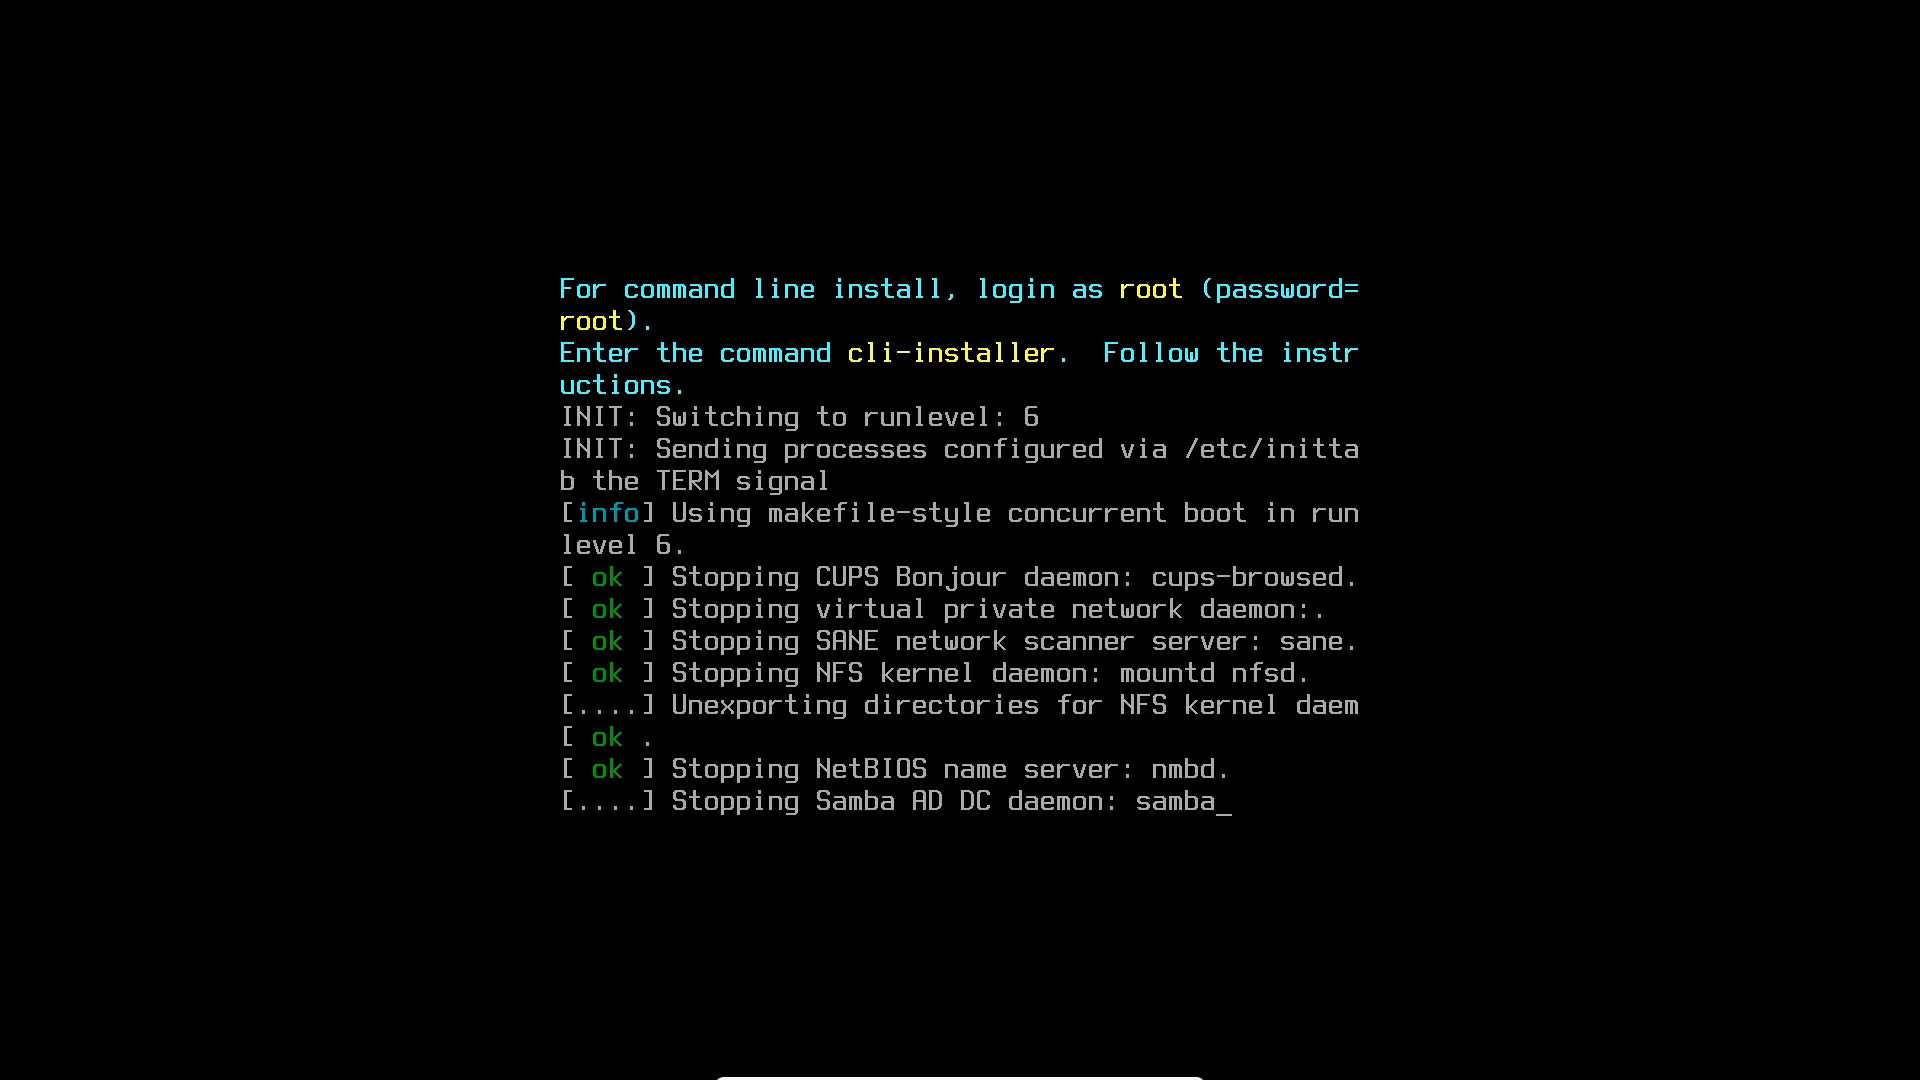 For command line install, login as root (password=
root).
Enter the command cli-installer.  Follow the instr
uctions.
INIT: Switching to runlevel: 6
INIT: Sending processes configured via /etc/initta
b the TERM signal
[info] Using makefile-style concurrent boot in run
level 6.
[ ok ] Stopping CUPS Bonjour daemon: cups-browsed.
[ ok ] Stopping virtual private network daemon:.
[ ok ] Stopping SANE network scanner server: sane.
[ ok ] Stopping NFS kernel daemon: mountd nfsd.
[....] Unexporting directories for NFS kernel daem
[ ok .
[ ok ] Stopping NetBIOS name server: nmbd.
[....] Stopping Samba AD DC daemon: samba_